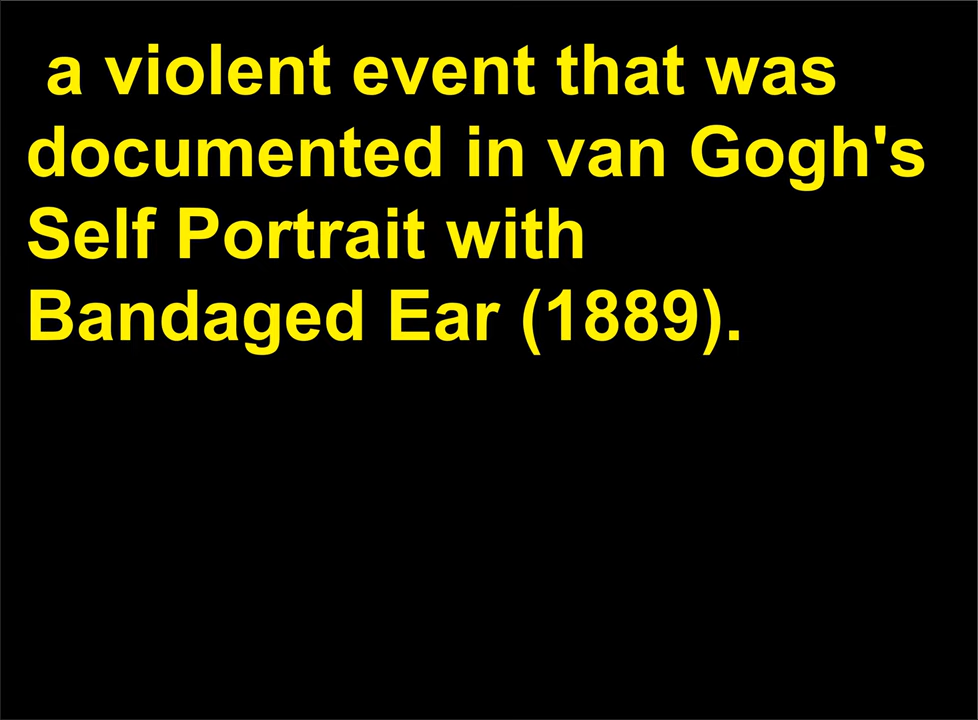 a violent event that was
documented in van Gogh's
Self Portrait with
Bandaged Ear (1889).